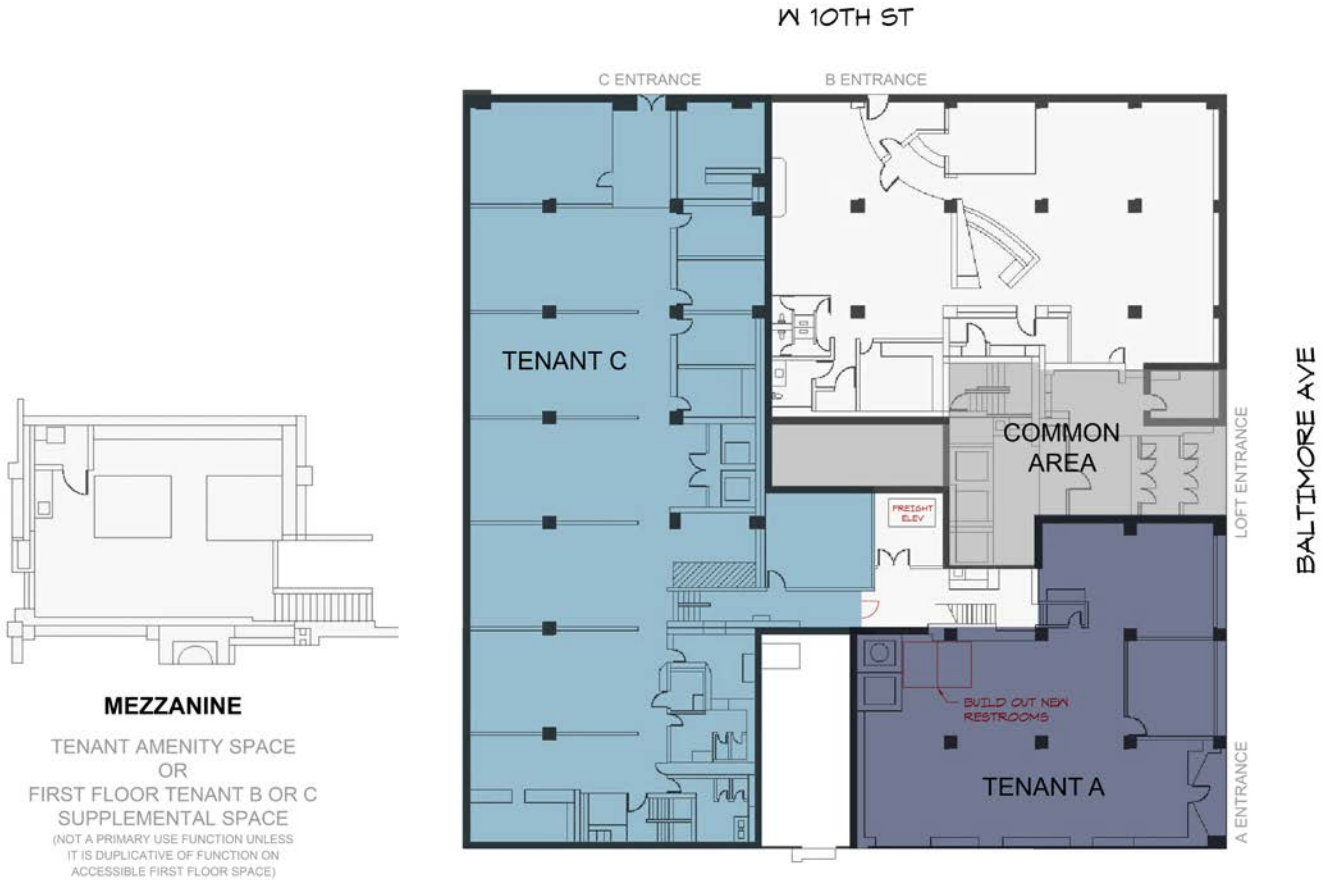 W 10TH ST
C ENTRANCE
B ENTRANCE
TENANT C
COMMON
AREA
FREIGHT
ELEV
LOFT ENTRANCE
BALTIMORE AVE
BUILD OUT NEW
RESTROOMS
TENANT A
A ENTRANCE
MEZZANINE
TENANT AMENITY SPACE
OR
FIRST FLOOR TENANT B OR C
SUPPLEMENTAL SPACE
(NOT A PRIMARY USE FUNCTION UNLESS
IT IS DUPLICATIVE OF FUNCTION ON
ACCESSIBLE FIRST FLOOR SPACE)